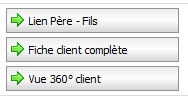 Lien Père - Fils
Fiche client complète
Vue 360° client